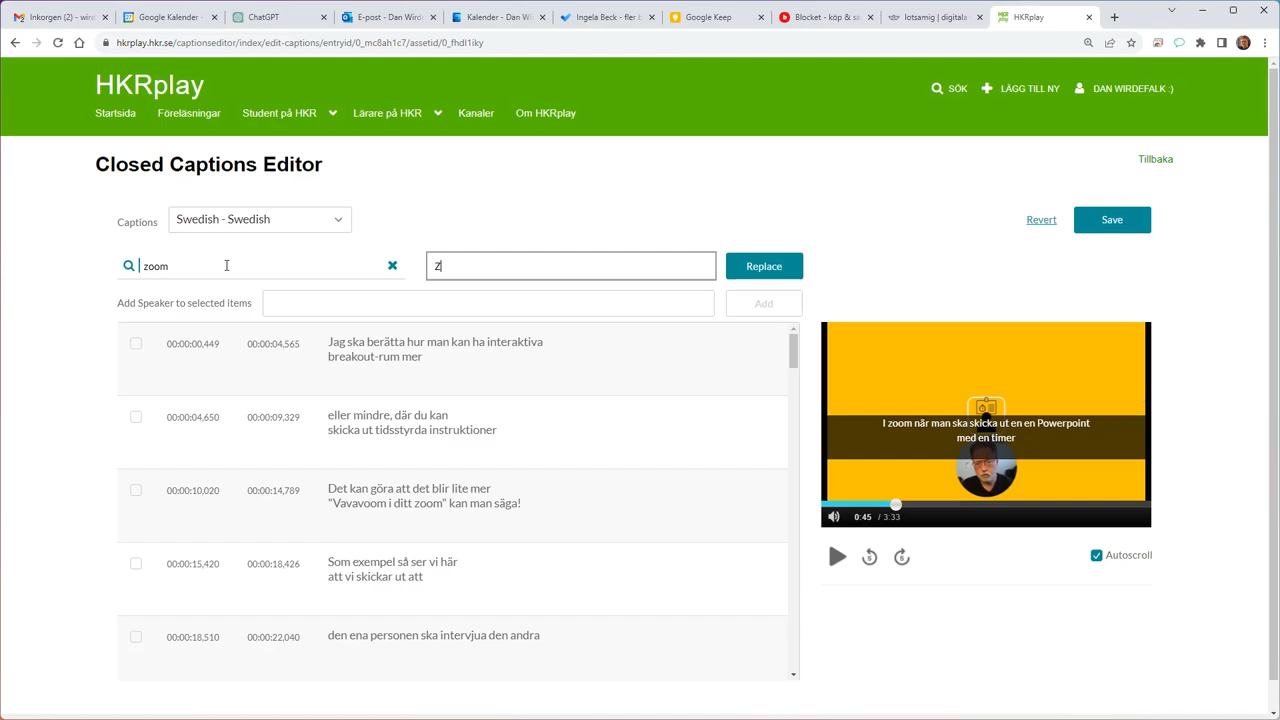 Inkorgen (2) – wirde
Google Kalender
ChatGPT
E-post - Dan Wirde
Kalender - Dan Wi
Ingela Beck - fler b
Google Keep
Blocket - köp & sä
lotsamig | digitala
HKRplay
hkrplay.hkr.se/captionseditor/index/edit-captions/entryid/0_mc8ah1c7/assetid/0_fhdl1iky
HKRplay
SÖK
LÄGG TILL NY
DAN WIRDEFALK :)
Startsida
Föreläsningar
Student på HKR
Lärare på HKR
Kanaler
Om HKRplay
Closed Captions Editor
Tillbaka
Captions
Swedish - Swedish
Revert
Save
zoom
Z
Replace
Add Speaker to selected items
Add
00:00:00,449
00:00:04,565
Jag ska berätta hur man kan ha interaktiva
breakout-rum mer
00:00:04,650
00:00:09,329
eller mindre, där du kan
skicka ut tidsstyrda instruktioner
00:00:10,020
00:00:14,789
Det kan göra att det blir lite mer
"Vavavoom i ditt zoom" kan man säga!
00:00:15,420
00:00:18,426
Som exempel så ser vi här
att vi skickar ut att
00:00:18,510
00:00:22,040
den ena personen ska intervjua den andra
I zoom när man ska skicka ut en en Powerpoint
med en timer
0:45 / 3:33
5
5
Autoscroll